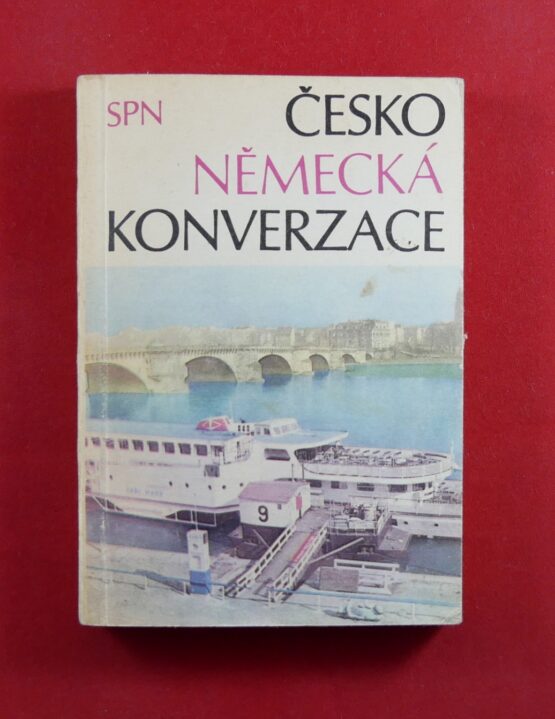 SPN
ČESKO
NĚMECKÁ
KONVERZACE
9